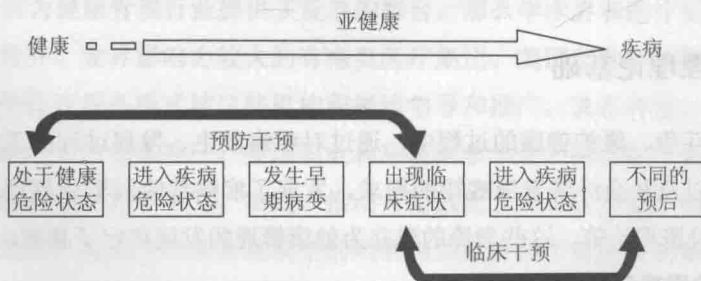 亚健康
健康
疾病
预防干预
处于健康
危险状态
进入疾病
危险状态
发生早
期病变
出现临
床症状
进入疾病
危险状态
不同的
预后
临床干预